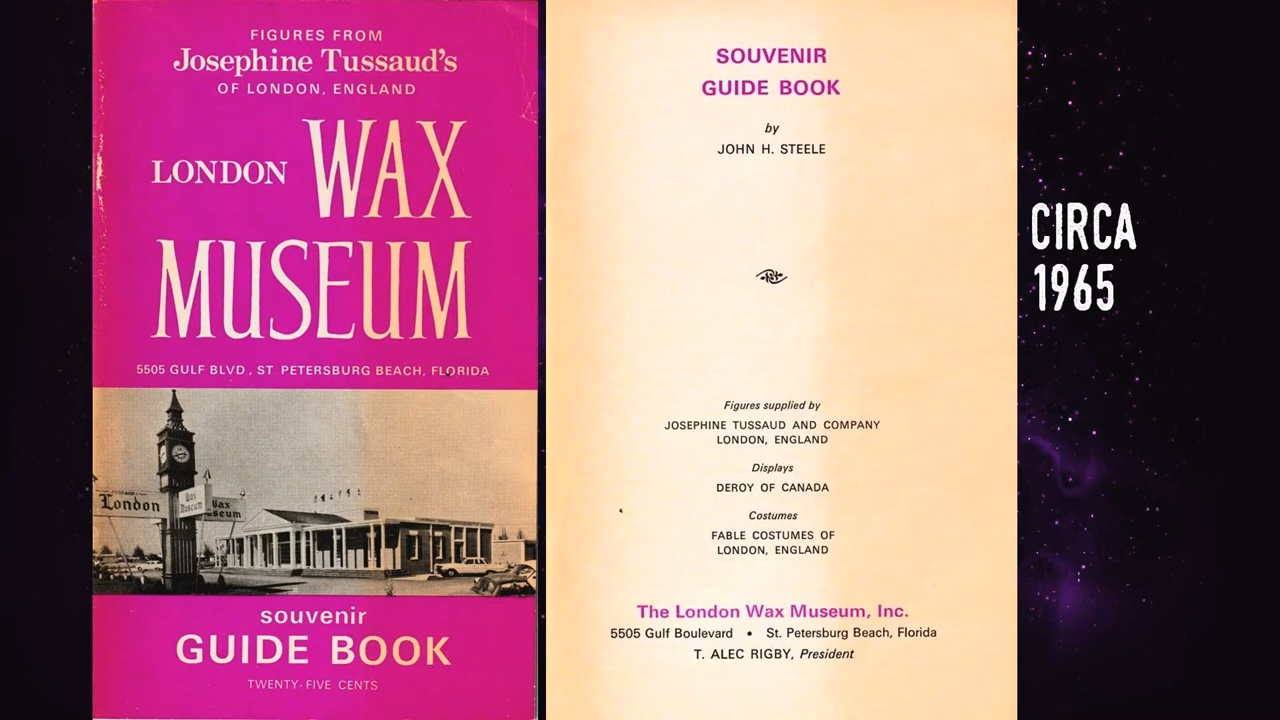 FIGURES FROM
Josephine Tussaud's
OF LONDON, ENGLAND
LONDON WAX
MUSEUM
5505 GULF BLVD., ST. PETERSBURG BEACH, FLORIDA
London
Wax
Museum
Wax
souvenir
GUIDE BOOK
TWENTY-FIVE CENTS
SOUVENIR
GUIDE BOOK
by
JOHN H. STEELE
Figures supplied by
JOSEPHINE TUSSAUD AND COMPANY
LONDON, ENGLAND
Displays
DEROY OF CANADA
Costumes
FABLE COSTUMES OF
LONDON, ENGLAND
The London Wax Museum, Inc.
5505 Gulf Boulevard • St. Petersburg Beach, Florida
T. ALEC RIGBY, President
CIRCA
1965